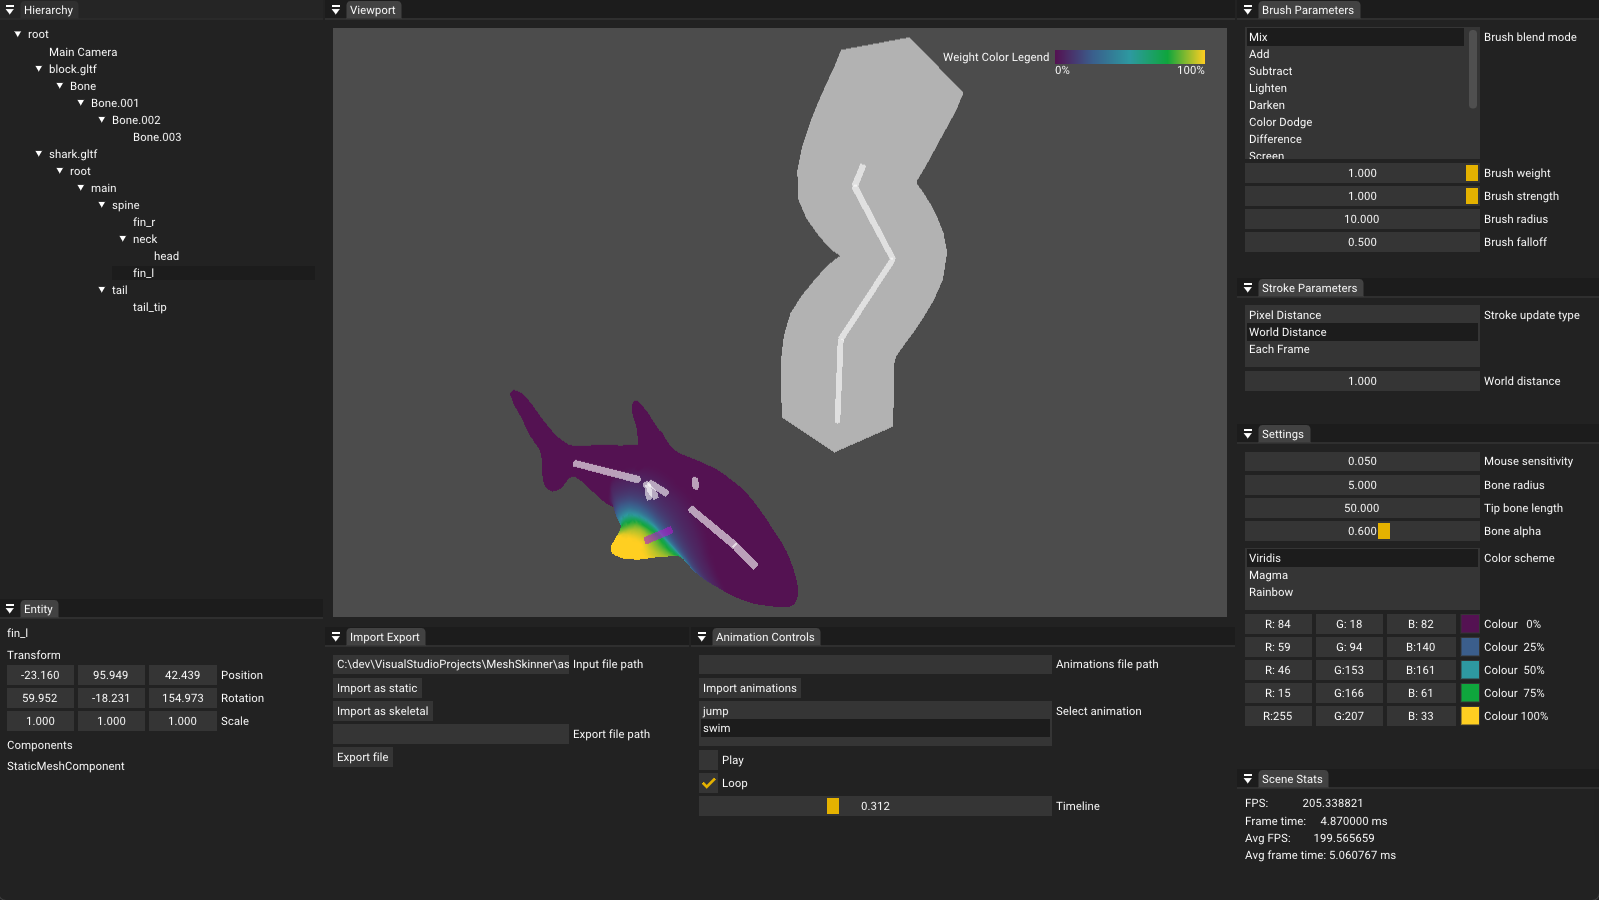 Hierarchy
root
Main Camera
block.gltf
Bone
Bone.001
Bone.002
Bone.003
shark.gltf
root
main
spine
fin_r
neck
head
fin_l
tail
tail_tip
Entity
fin_l
Transform
-23.160 95.949 42.439 Position
59.952 -18.231 154.973 Rotation
1.000 1.000 1.000 Scale
Components
StaticMeshComponent
Viewport
Weight Color Legend
0% 100%
Import Export
C:\dev\VisualStudioProjects\MeshSkinner\as Input file path
Import as static
Import as skeletal
Export file path
Export file
Animation Controls
Animations file path
Import animations
jump Select animation
swim
Play
Loop
0.312 Timeline
Brush Parameters
Mix Brush blend mode
Add
Subtract
Lighten
Darken
Color Dodge
Difference
Screen
1.000 Brush weight
1.000 Brush strength
10.000 Brush radius
0.500 Brush falloff
Stroke Parameters
Pixel Distance Stroke update type
World Distance
Each Frame
1.000 World distance
Settings
0.050 Mouse sensitivity
5.000 Bone radius
50.000 Tip bone length
0.600 Bone alpha
Viridis Color scheme
Magma
Rainbow
R: 84 G: 18 B: 82 Colour 0%
R: 59 G: 94 B:140 Colour 25%
R: 46 G:153 B:161 Colour 50%
R: 15 G:166 B: 61 Colour 75%
R:255 G:207 B: 33 Colour 100%
Scene Stats
FPS: 205.338821
Frame time: 4.870000 ms
Avg FPS: 199.565659
Avg frame time: 5.060767 ms